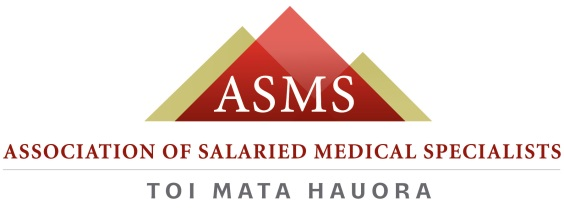 ASMS
ASSOCIATION OF SALARIED MEDICAL SPECIALISTS
TOI MATA HAUORA